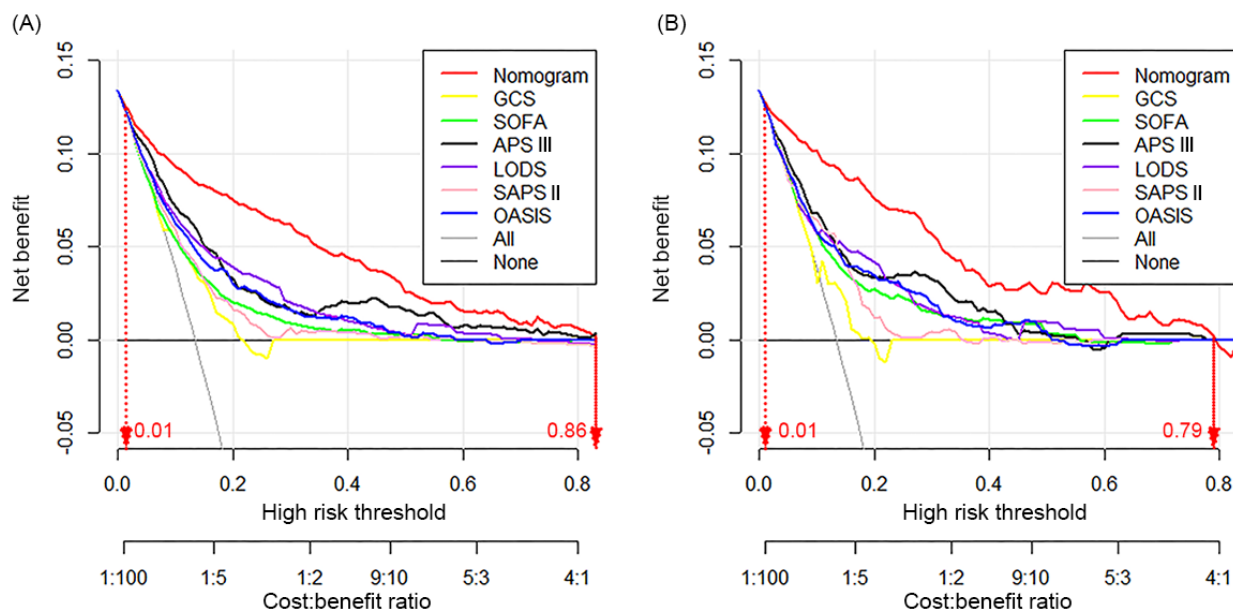 (A)
0.15
0.10
0.05
0.00
-0.05
Net benefit
Nomogram
GCS
SOFA
APS III
LODS
SAPS II
OASIS
All
None
0.01
0.86
0.0 0.2 0.4 0.6 0.8
High risk threshold
1:100 1:5 1:2 9:10 5:3 4:1
Cost:benefit ratio
(B)
0.15
0.10
0.05
0.00
-0.05
Net benefit
Nomogram
GCS
SOFA
APS III
LODS
SAPS II
OASIS
All
None
0.01
0.79
0.0 0.2 0.4 0.6 0.8
High risk threshold
1:100 1:5 1:2 9:10 5:3 4:1
Cost:benefit ratio